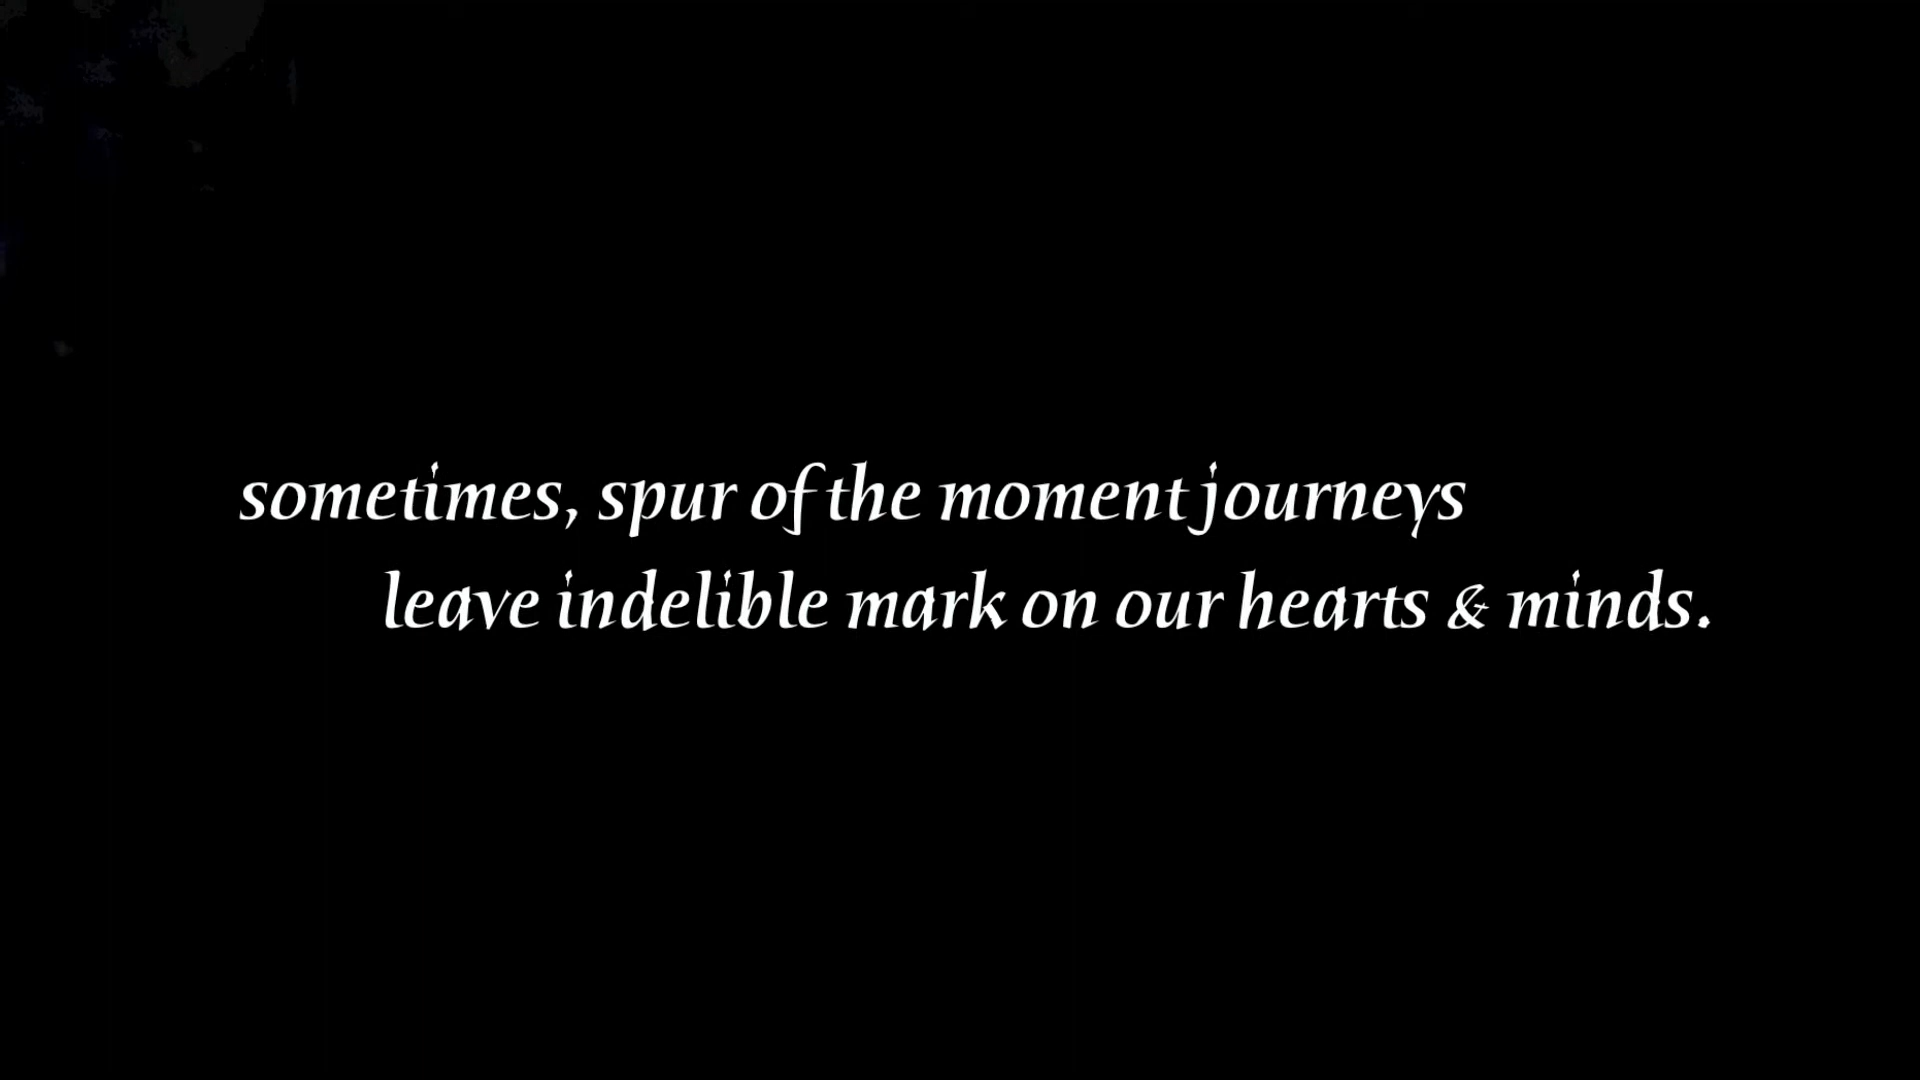 sometimes, spur of the moment journeys
leave indelible mark on our hearts & minds.